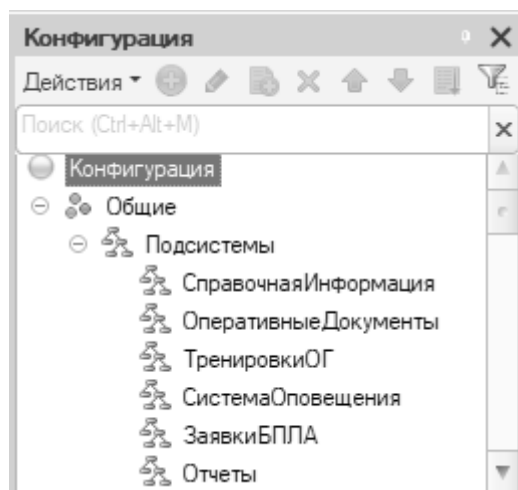 Конфигурация
Действия
Поиск (Ctrl+Alt+M)
Конфигурация
Общие
Подсистемы
СправочнаяИнформация
ОперативныеДокументы
ТренировкиОГ
СистемаОповещения
ЗаявкиБПЛА
Отчеты